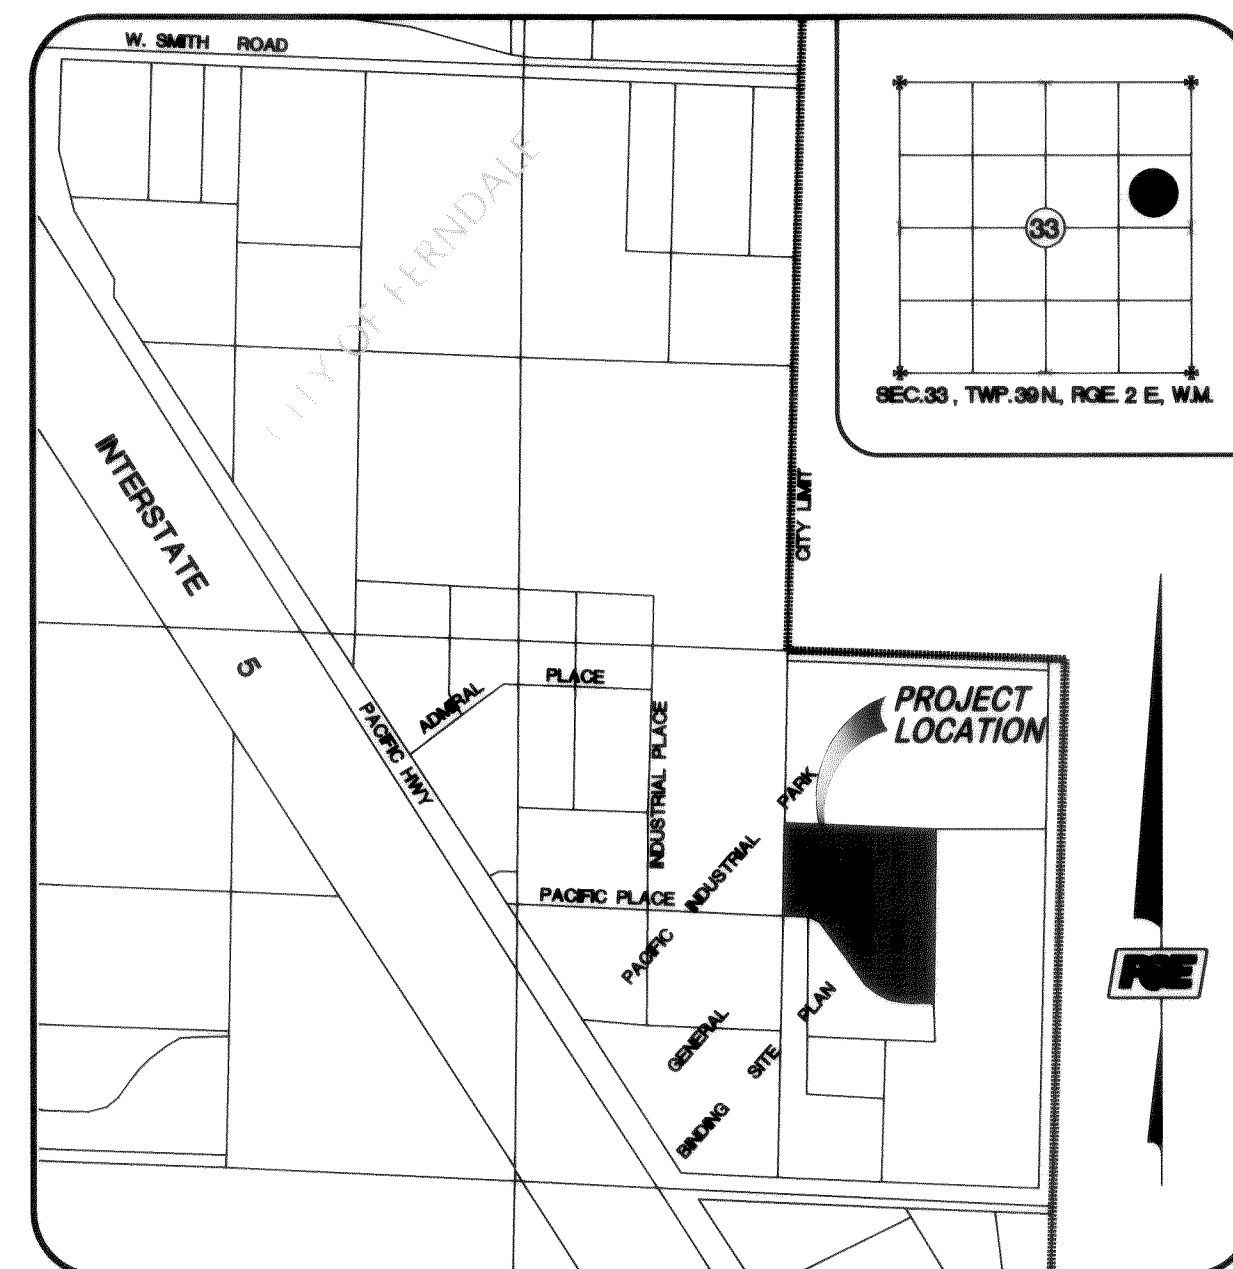 W. SMITH ROAD
CITY OF FERNDALE
33
SEC.33 , TWP.39 N., RGE. 2 E, W.M.
INTERSTATE
5
CITY LIMIT
ADMIRAL PLACE
PACIFIC HWY
INDUSTRIAL PLACE
PROJECT
LOCATION
PACIFIC PLACE
PACIFIC INDUSTRIAL PARK
GENERAL
BINDING SITE PLAN
PGE